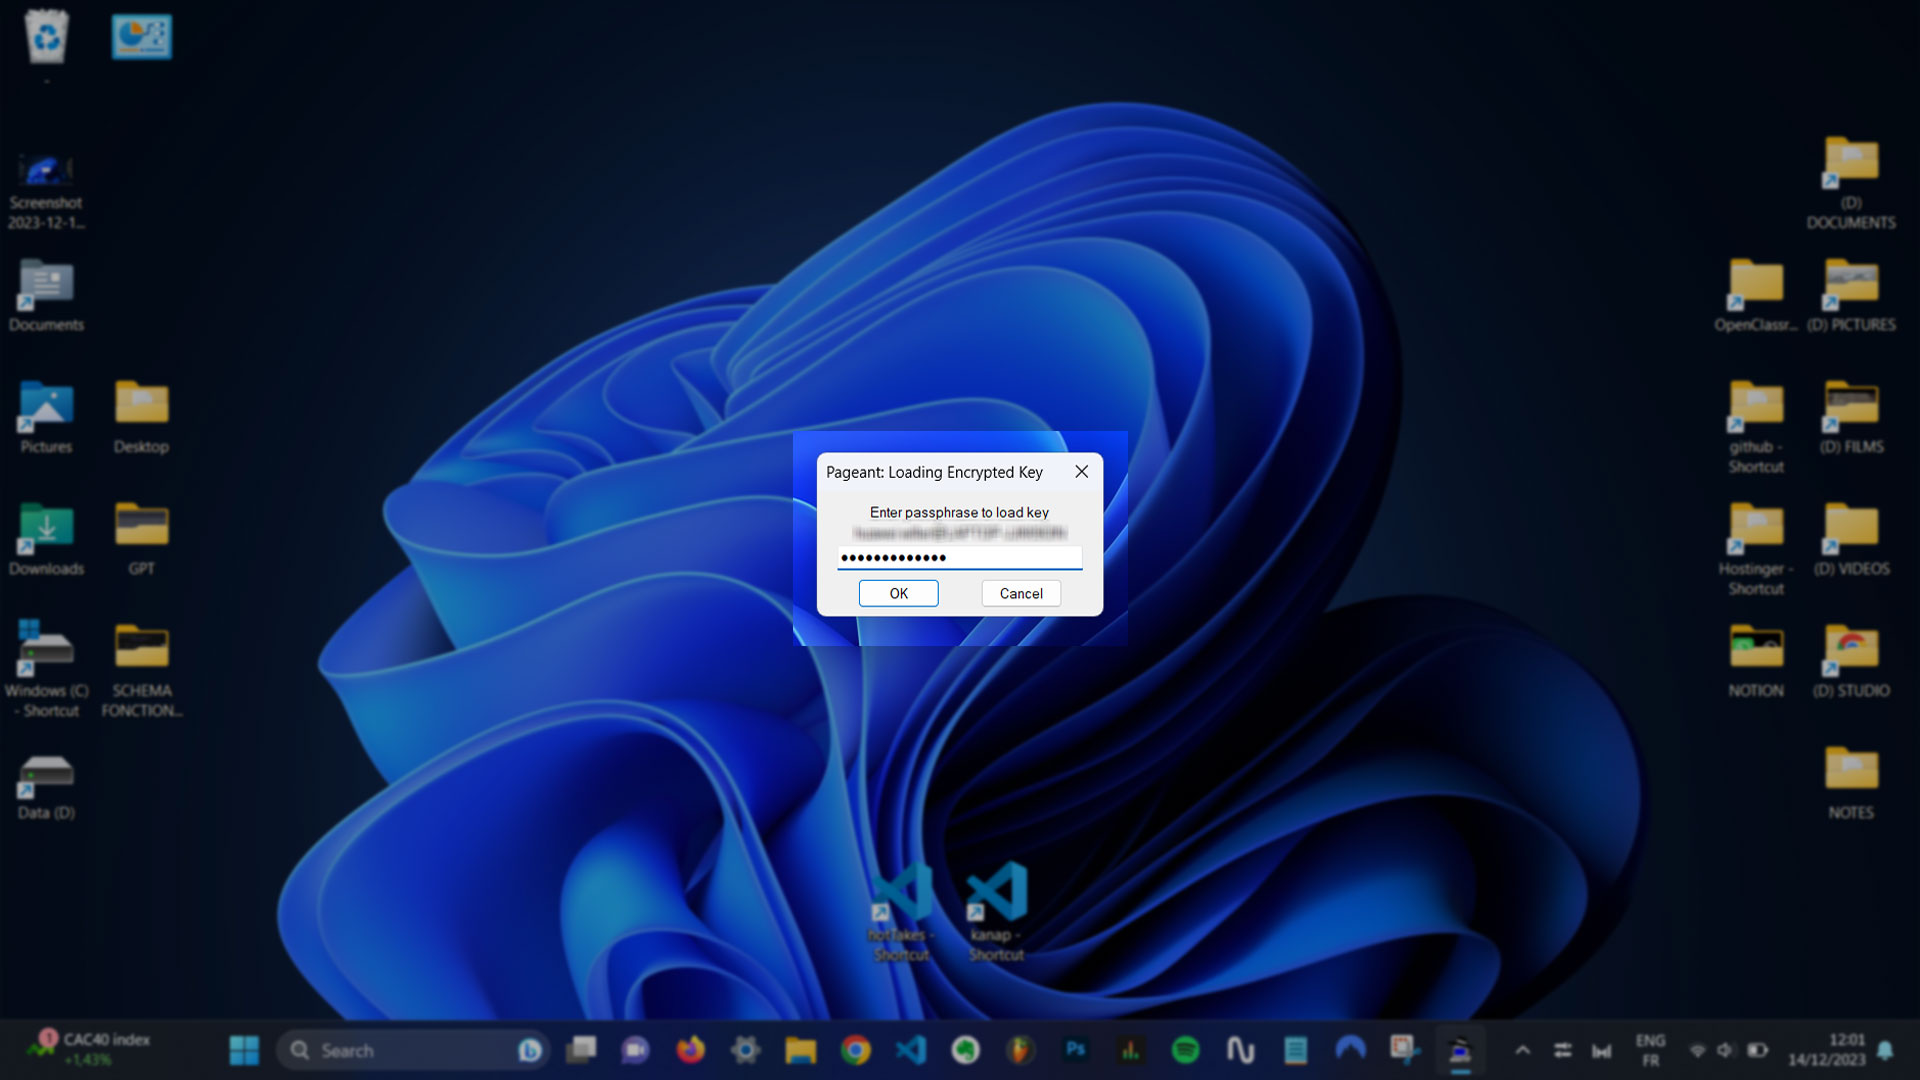 -
Screenshot
2023-12-1...
Documents
Pictures
Desktop
Downloads
GPT
Windows (C)
- Shortcut
SCHEMA
FONCTION...
Data (D)
Pageant: Loading Encrypted Key
Enter passphrase to load key
OK
Cancel
hotTakes -
Shortcut
kanap -
Shortcut
(D)
DOCUMENTS
OpenClassr...
(D) PICTURES
github -
Shortcut
(D) FILMS
Hostinger -
Shortcut
(D) VIDEOS
NOTION
(D) STUDIO
NOTES
1
CAC40 index
+1,43%
Search
Ps
ENG
FR
12:01
14/12/2023